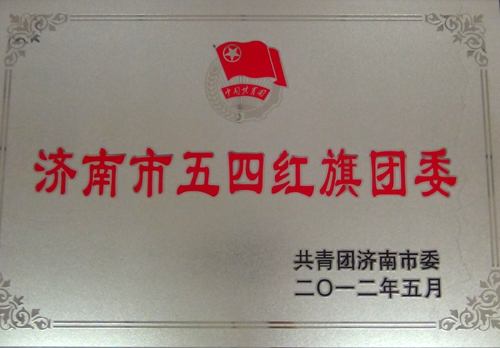 中国共青团
济南市五四红旗团委
共青团济南市委
二〇一二年五月